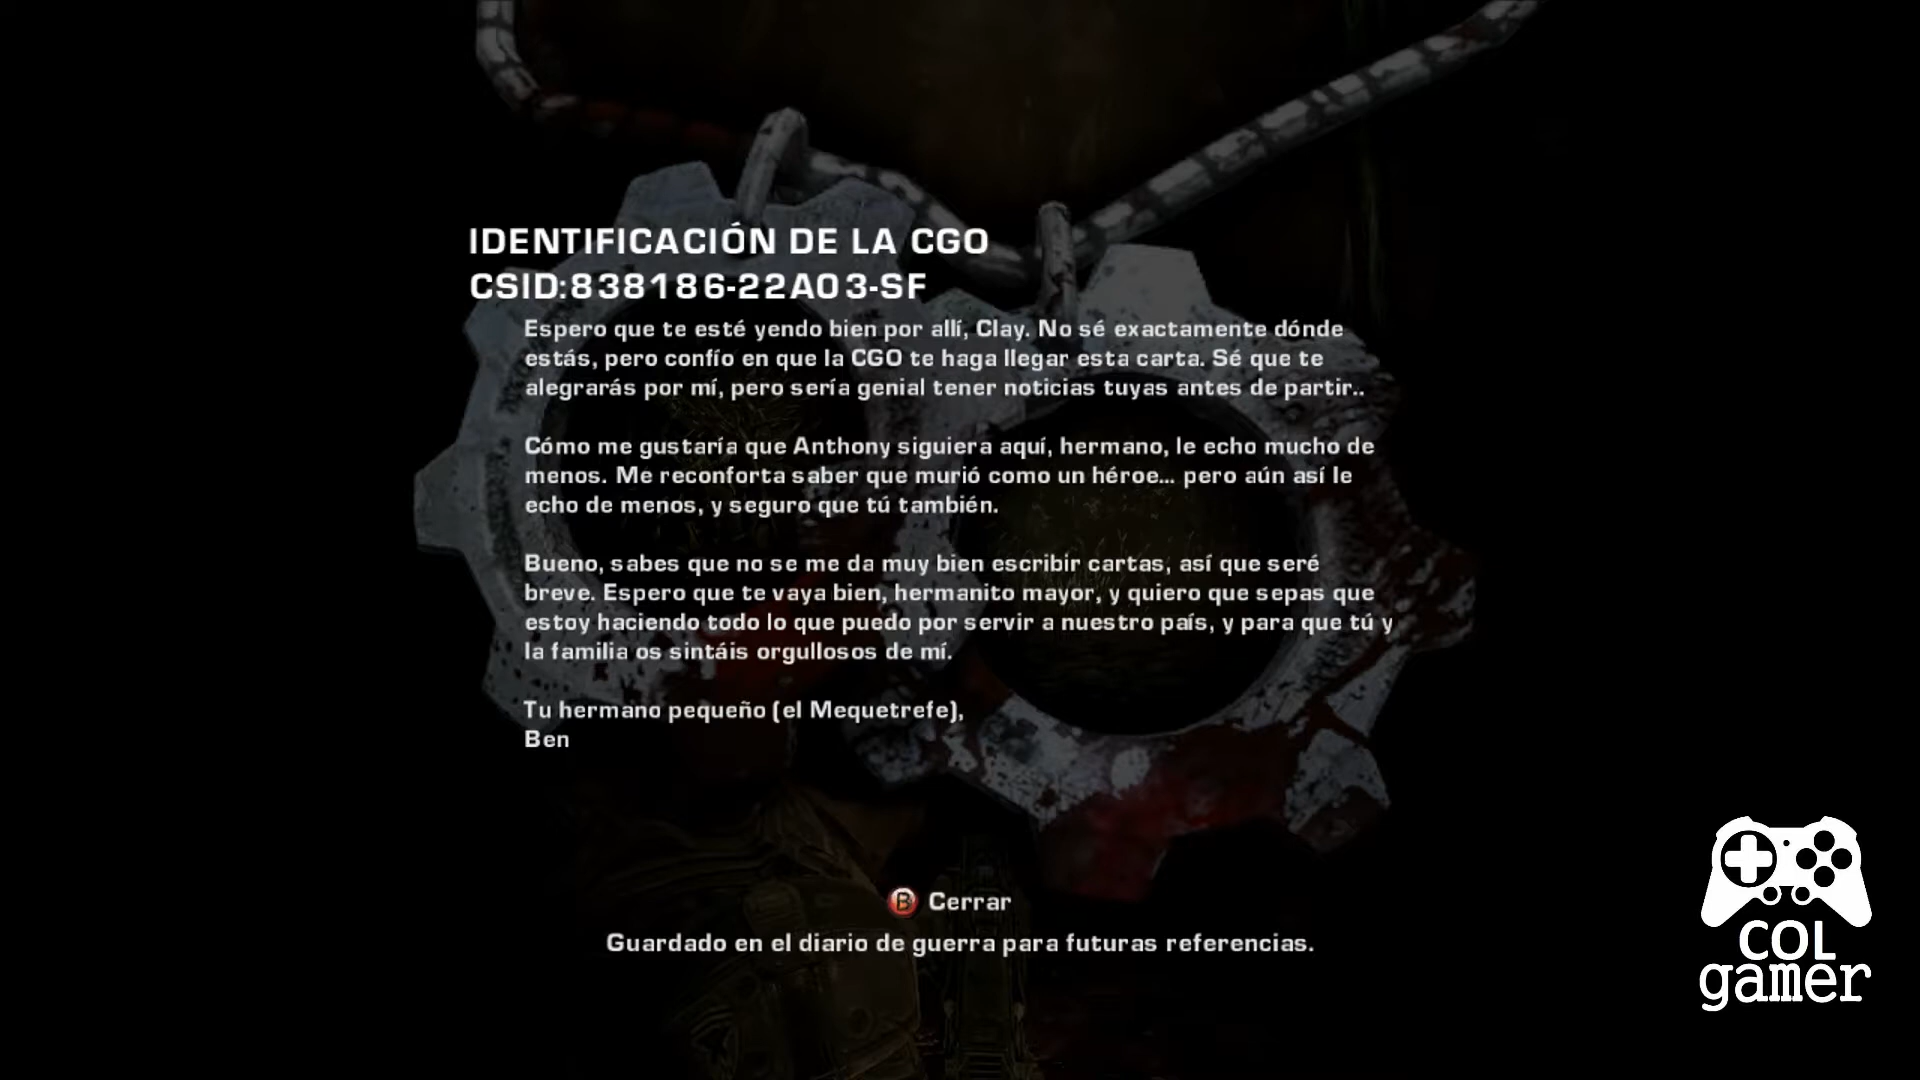 IDENTIFICACIÓN DE LA CGO
CSID:838186-22A03-SF
Espero que te esté yendo bien por allí, Clay. No sé exactamente dónde
estás, pero confío en que la CGO te haga llegar esta carta. Sé que te
alegrarás por mí, pero sería genial tener noticias tuyas antes de partir..
Cómo me gustaría que Anthony siguiera aquí, hermano, le echo mucho de
menos. Me reconforta saber que murió como un héroe... pero aún así le
echo de menos, y seguro que tú también.
Bueno, sabes que no se me da muy bien escribir cartas, así que seré
breve. Espero que te vaya bien, hermanito mayor, y quiero que sepas que
estoy haciendo todo lo que puedo por servir a nuestro país, y para que tú y
la familia os sintáis orgullosos de mí.
Tu hermano pequeño (el Mequetrefe),
Ben
B Cerrar
Guardado en el diario de guerra para futuras referencias.
COL
gamer